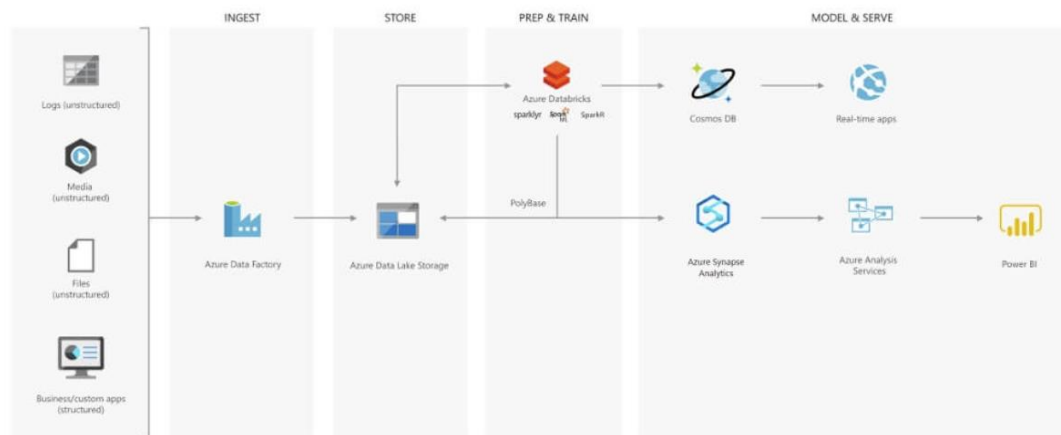 INGEST
STORE
PREP & TRAIN
MODEL & SERVE
Logs (unstructured)
Media
(unstructured)
Files
(unstructured)
Business/custom apps
(structured)
Azure Data Factory
Azure Data Lake Storage
Azure Databricks
sparklyr
SparkR
PolyBase
Cosmos DB
Real-time apps
Azure Synapse
Analytics
Azure Analysis
Services
Power BI